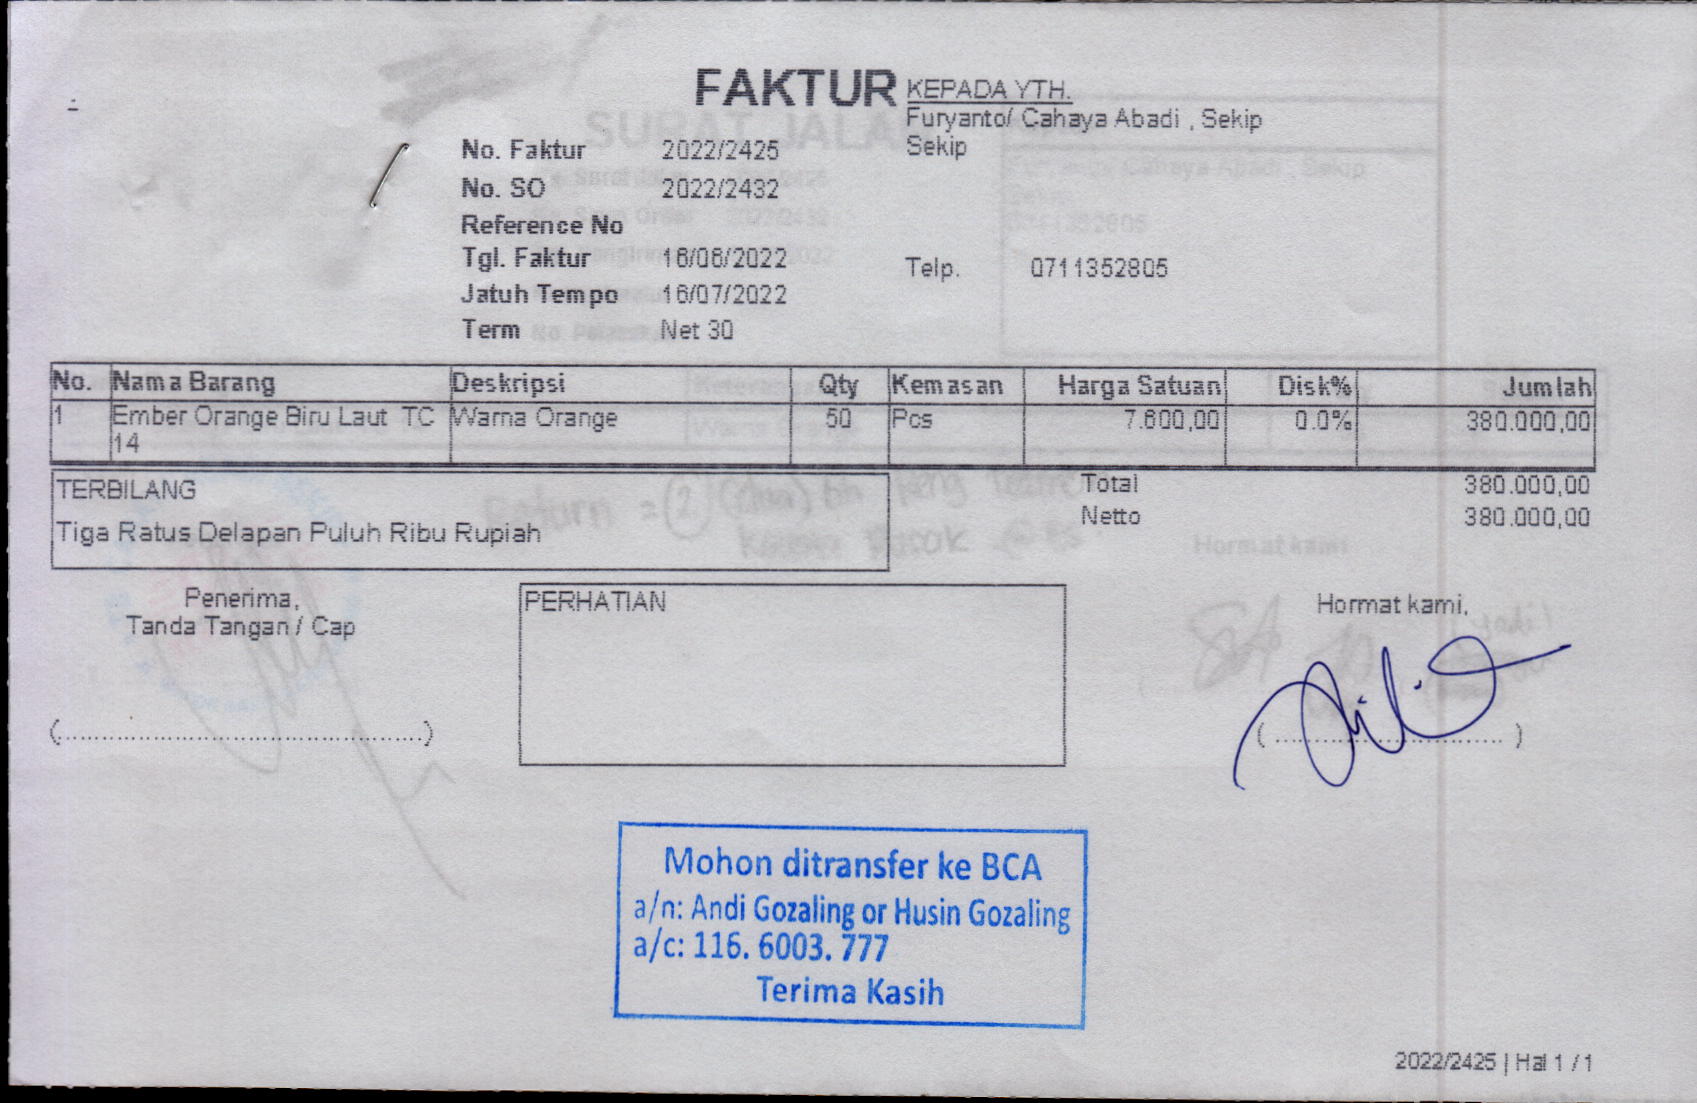 FAKTUR
KEPADA YTH.
Furyanto/ Cahaya Abadi , Sekip
Sekip
No. Faktur 2022/2425
No. SO 2022/2432
Reference No
Tgl. Faktur 16/06/2022
Telp. 0711352805
Jatuh Tempo 16/07/2022
Term Net 30
No. Nama Barang Deskripsi Qty Kemasan Harga Satuan Disk% Jumlah
1 Ember Orange Biru Laut TC Warna Orange 50 Pcs 7.600,00 0.0% 380.000,00
14
TERBILANG
Tiga Ratus Delapan Puluh Ribu Rupiah
Total 380.000,00
Netto 380.000,00
Penerima,
Tanda Tangan / Cap
(..............................................)
PERHATIAN
Hormat kami,
(................................)
Mohon ditransfer ke BCA
a/n: Andi Gozaling or Husin Gozaling
a/c: 116. 6003. 777
Terima Kasih
2022/2425 | Hal 1 / 1